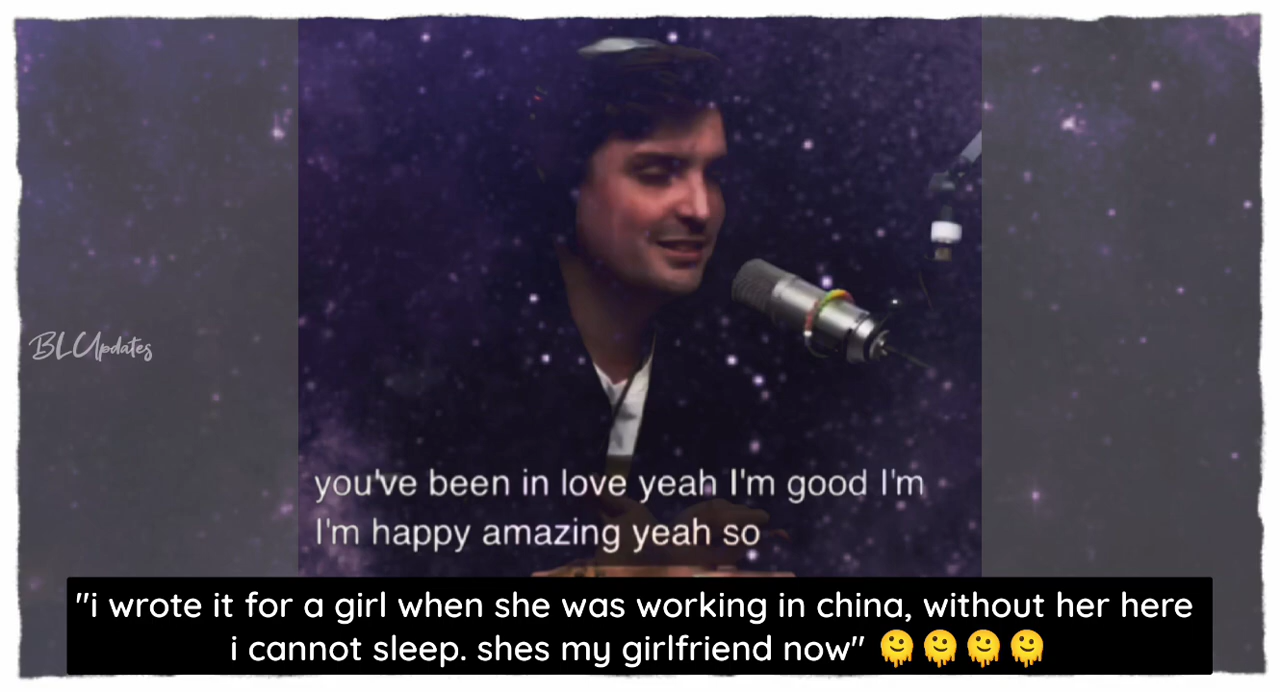 BLUpdates
you've been in love yeah I'm good I'm
I'm happy amazing yeah so
"i wrote it for a girl when she was working in china, without her here
i cannot sleep. shes my girlfriend now" 🫠🫠🫠🫠